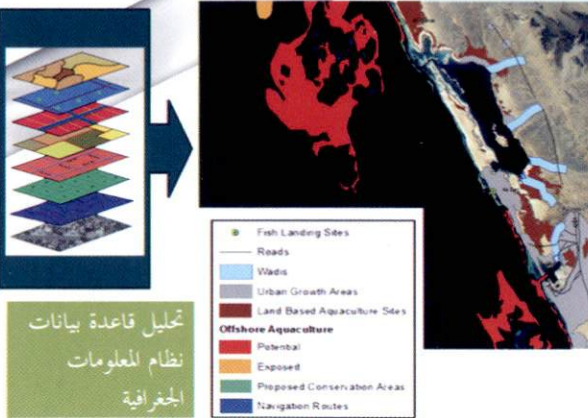 Fish Landing Sites
Roads
Wadis
Urban Growth Areas
Land Based Aquaculture Sites
Offshore Aquaculture
Potential
Exposed
Proposed Conservation Areas
Navigation Routes
تحليل قاعدة بيانات
نظام المعلومات
الجغرافية